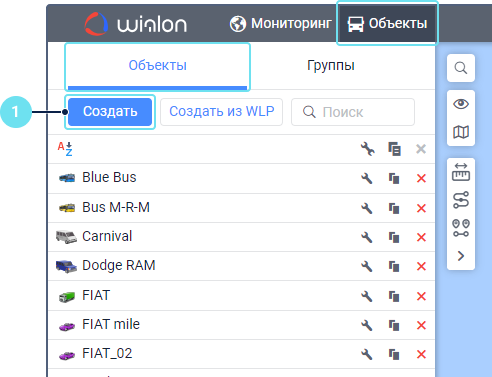 wialon Мониторинг Объекты
Объекты Группы
1 Создать Создать из WLP Поиск
A Z
Blue Bus
Bus M-R-M
Carnival
Dodge RAM
FIAT
FIAT mile
FIAT_02